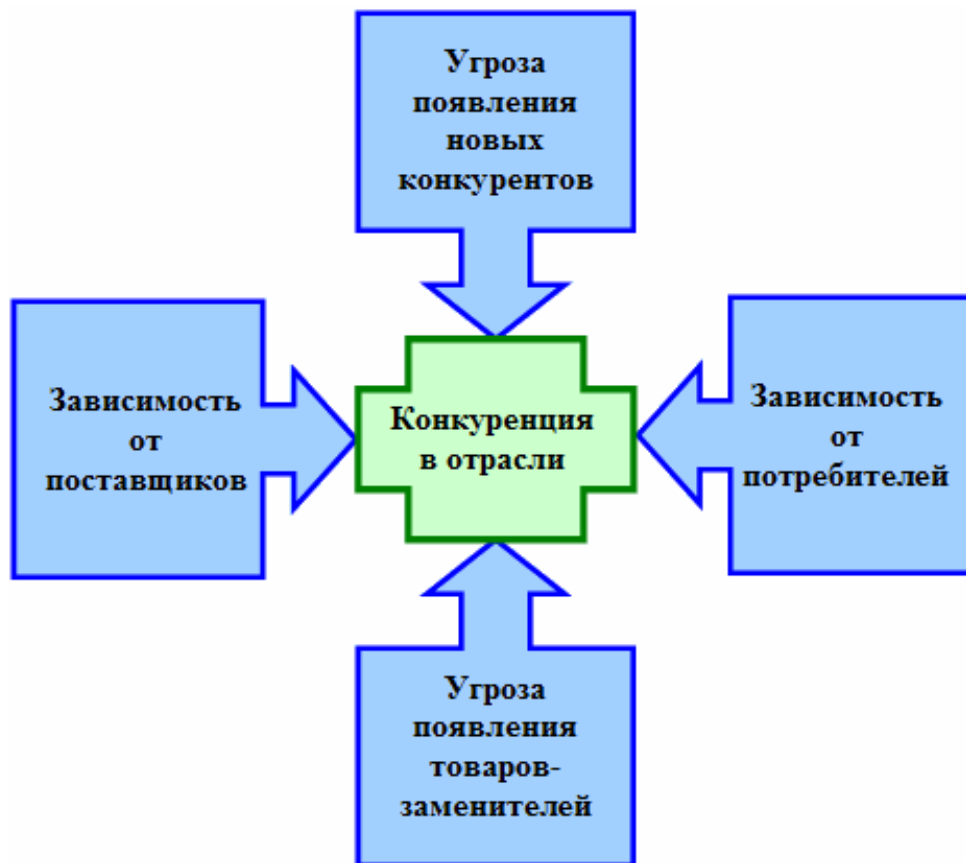 Угроза
появления
новых
конкурентов
Зависимость
от
поставщиков
Конкуренция
в отрасли
Зависимость
от
потребителей
Угроза
появления
товаров-
заменителей